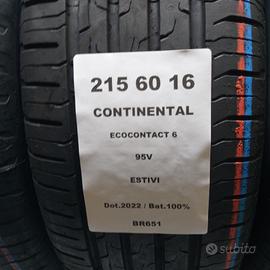 215 60 16
CONTINENTAL
ECOCONTACT 6
95V
ESTIVI
Dot.2022 / Bat.100%
BR651
subito